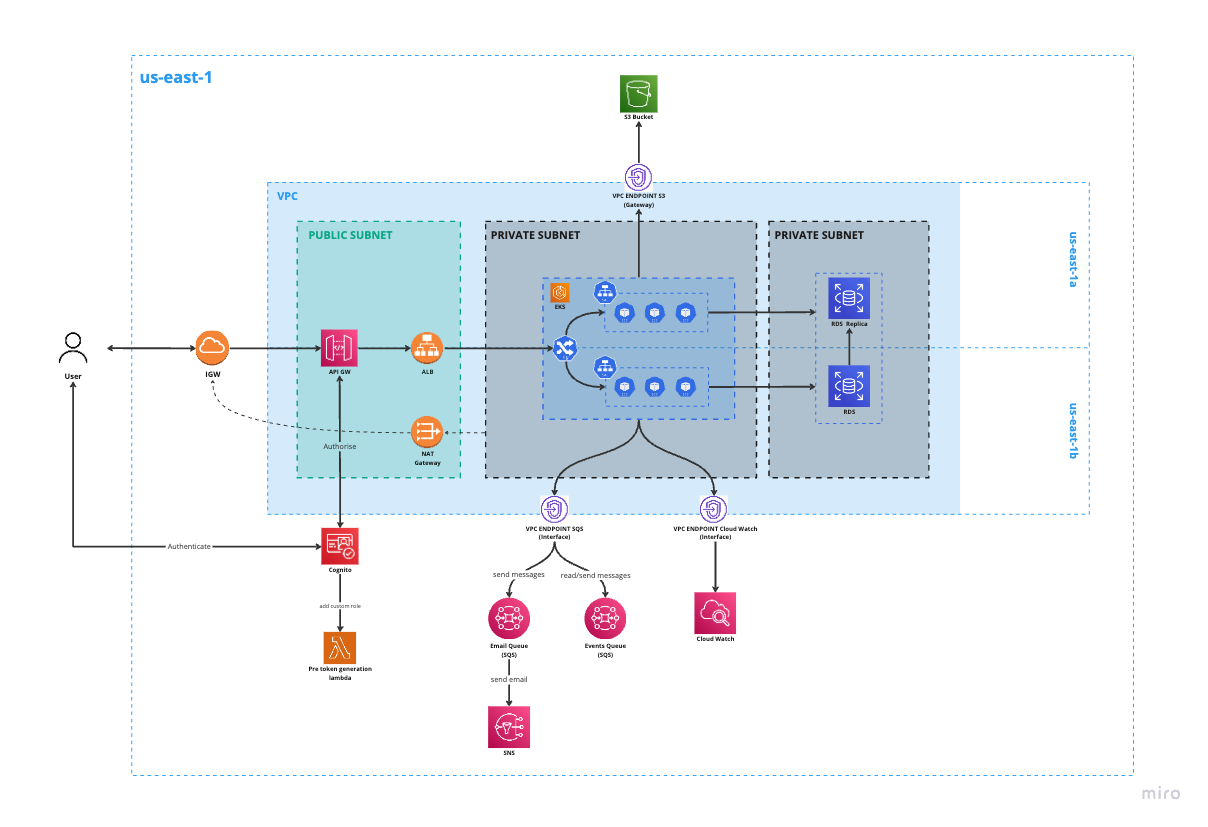 us-east-1
S3 Bucket
VPC ENDPOINT S3
(Gateway)
VPC
PUBLIC SUBNET
PRIVATE SUBNET
PRIVATE SUBNET
us-east-1a
EKS
RDS Replica
User
IGW
API GW
ALB
RDS
us-east-1b
Authorise
NAT
Gateway
VPC ENDPOINT SQS
(Interface)
VPC ENDPOINT Cloud Watch
(Interface)
Authenticate
Cognito
send messages
read/send messages
add custom role
Email Queue
(SQS)
Events Queue
(SQS)
Cloud Watch
Pre token generation
lambda
send email
SNS
miro